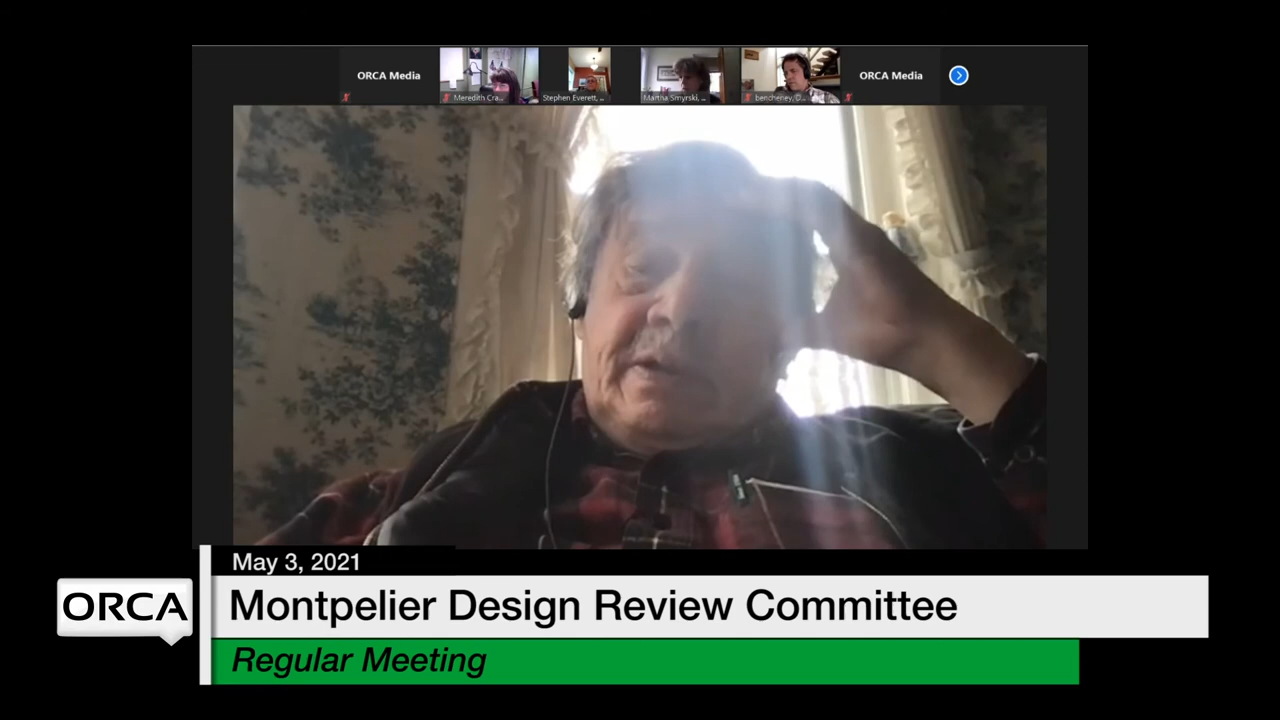 ORCA Media
Meredith Cra...
Stephen Everett, ...
Martha Smyrski, ...
bencheney, D...
ORCA Media
May 3, 2021
ORCA
Montpelier Design Review Committee
Regular Meeting